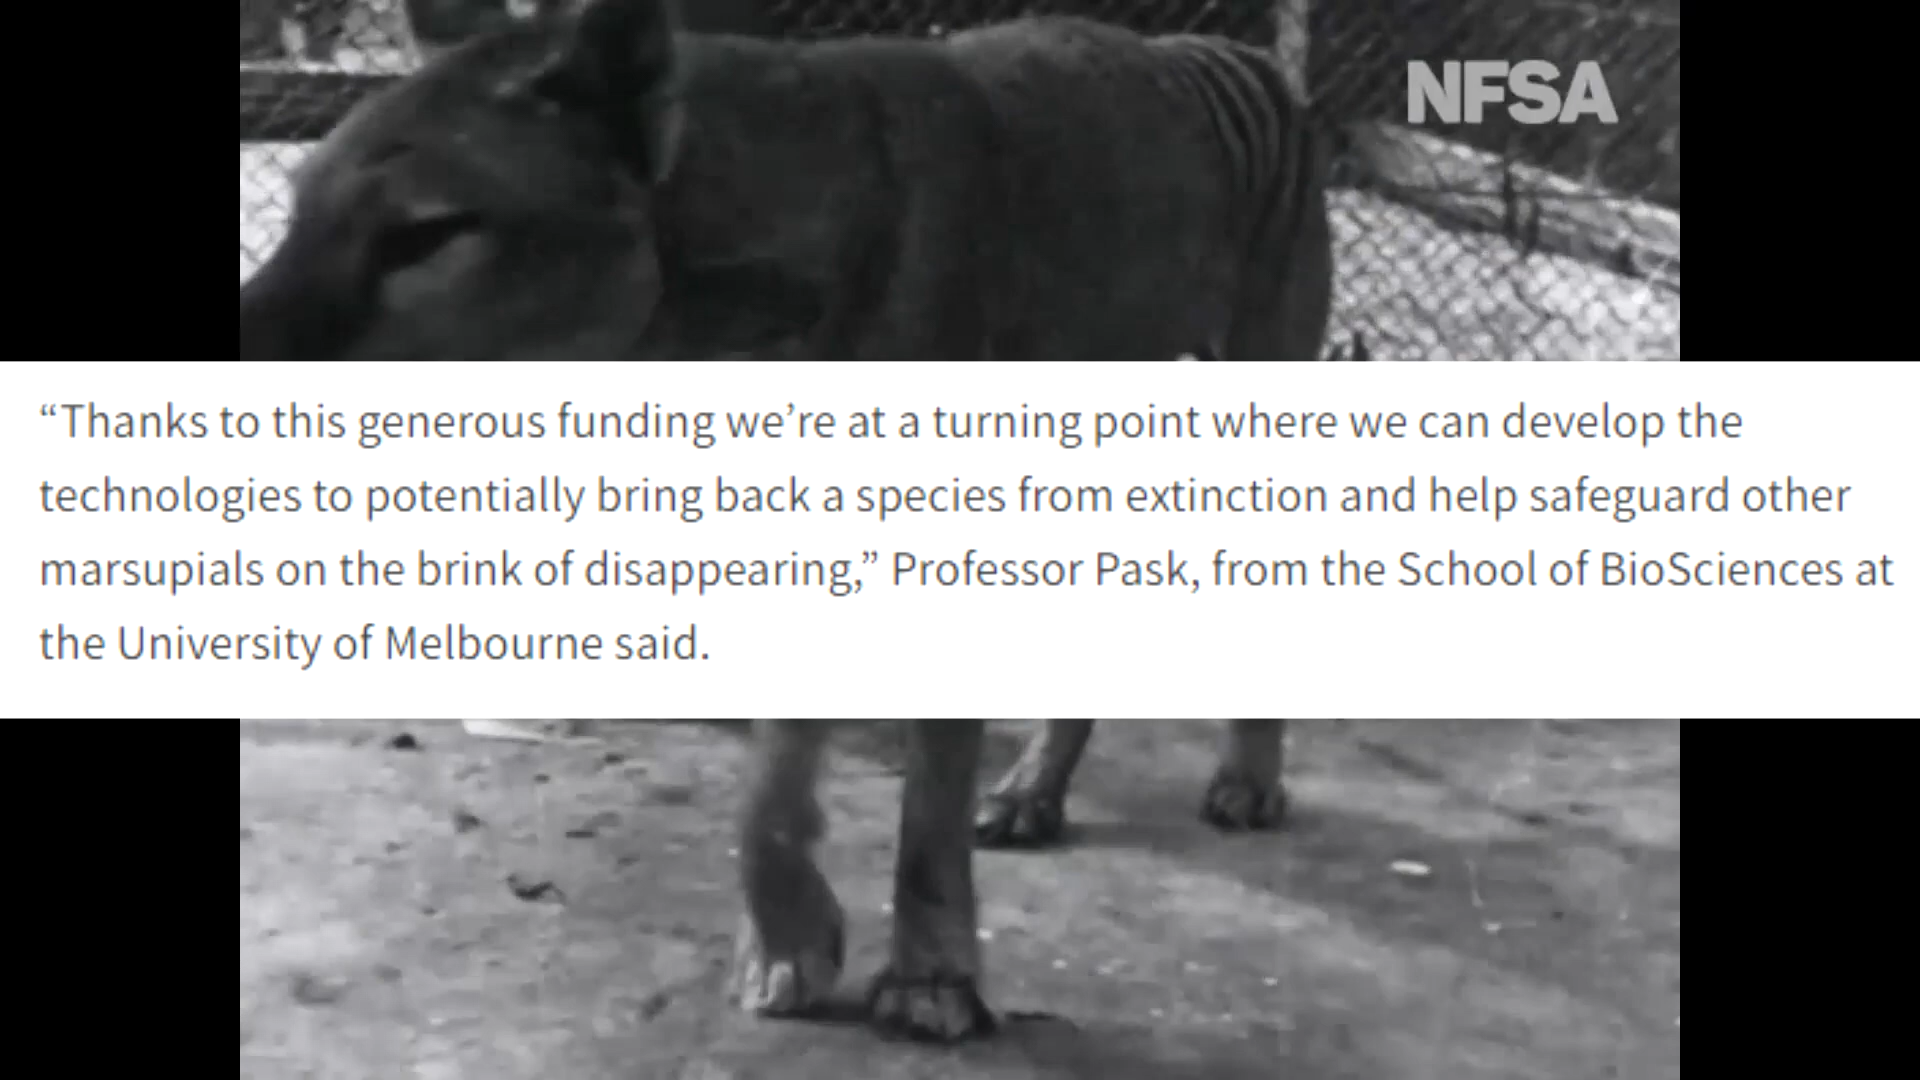 NFSA
“Thanks to this generous funding we’re at a turning point where we can develop the
technologies to potentially bring back a species from extinction and help safeguard other
marsupials on the brink of disappearing,” Professor Pask, from the School of BioSciences at
the University of Melbourne said.